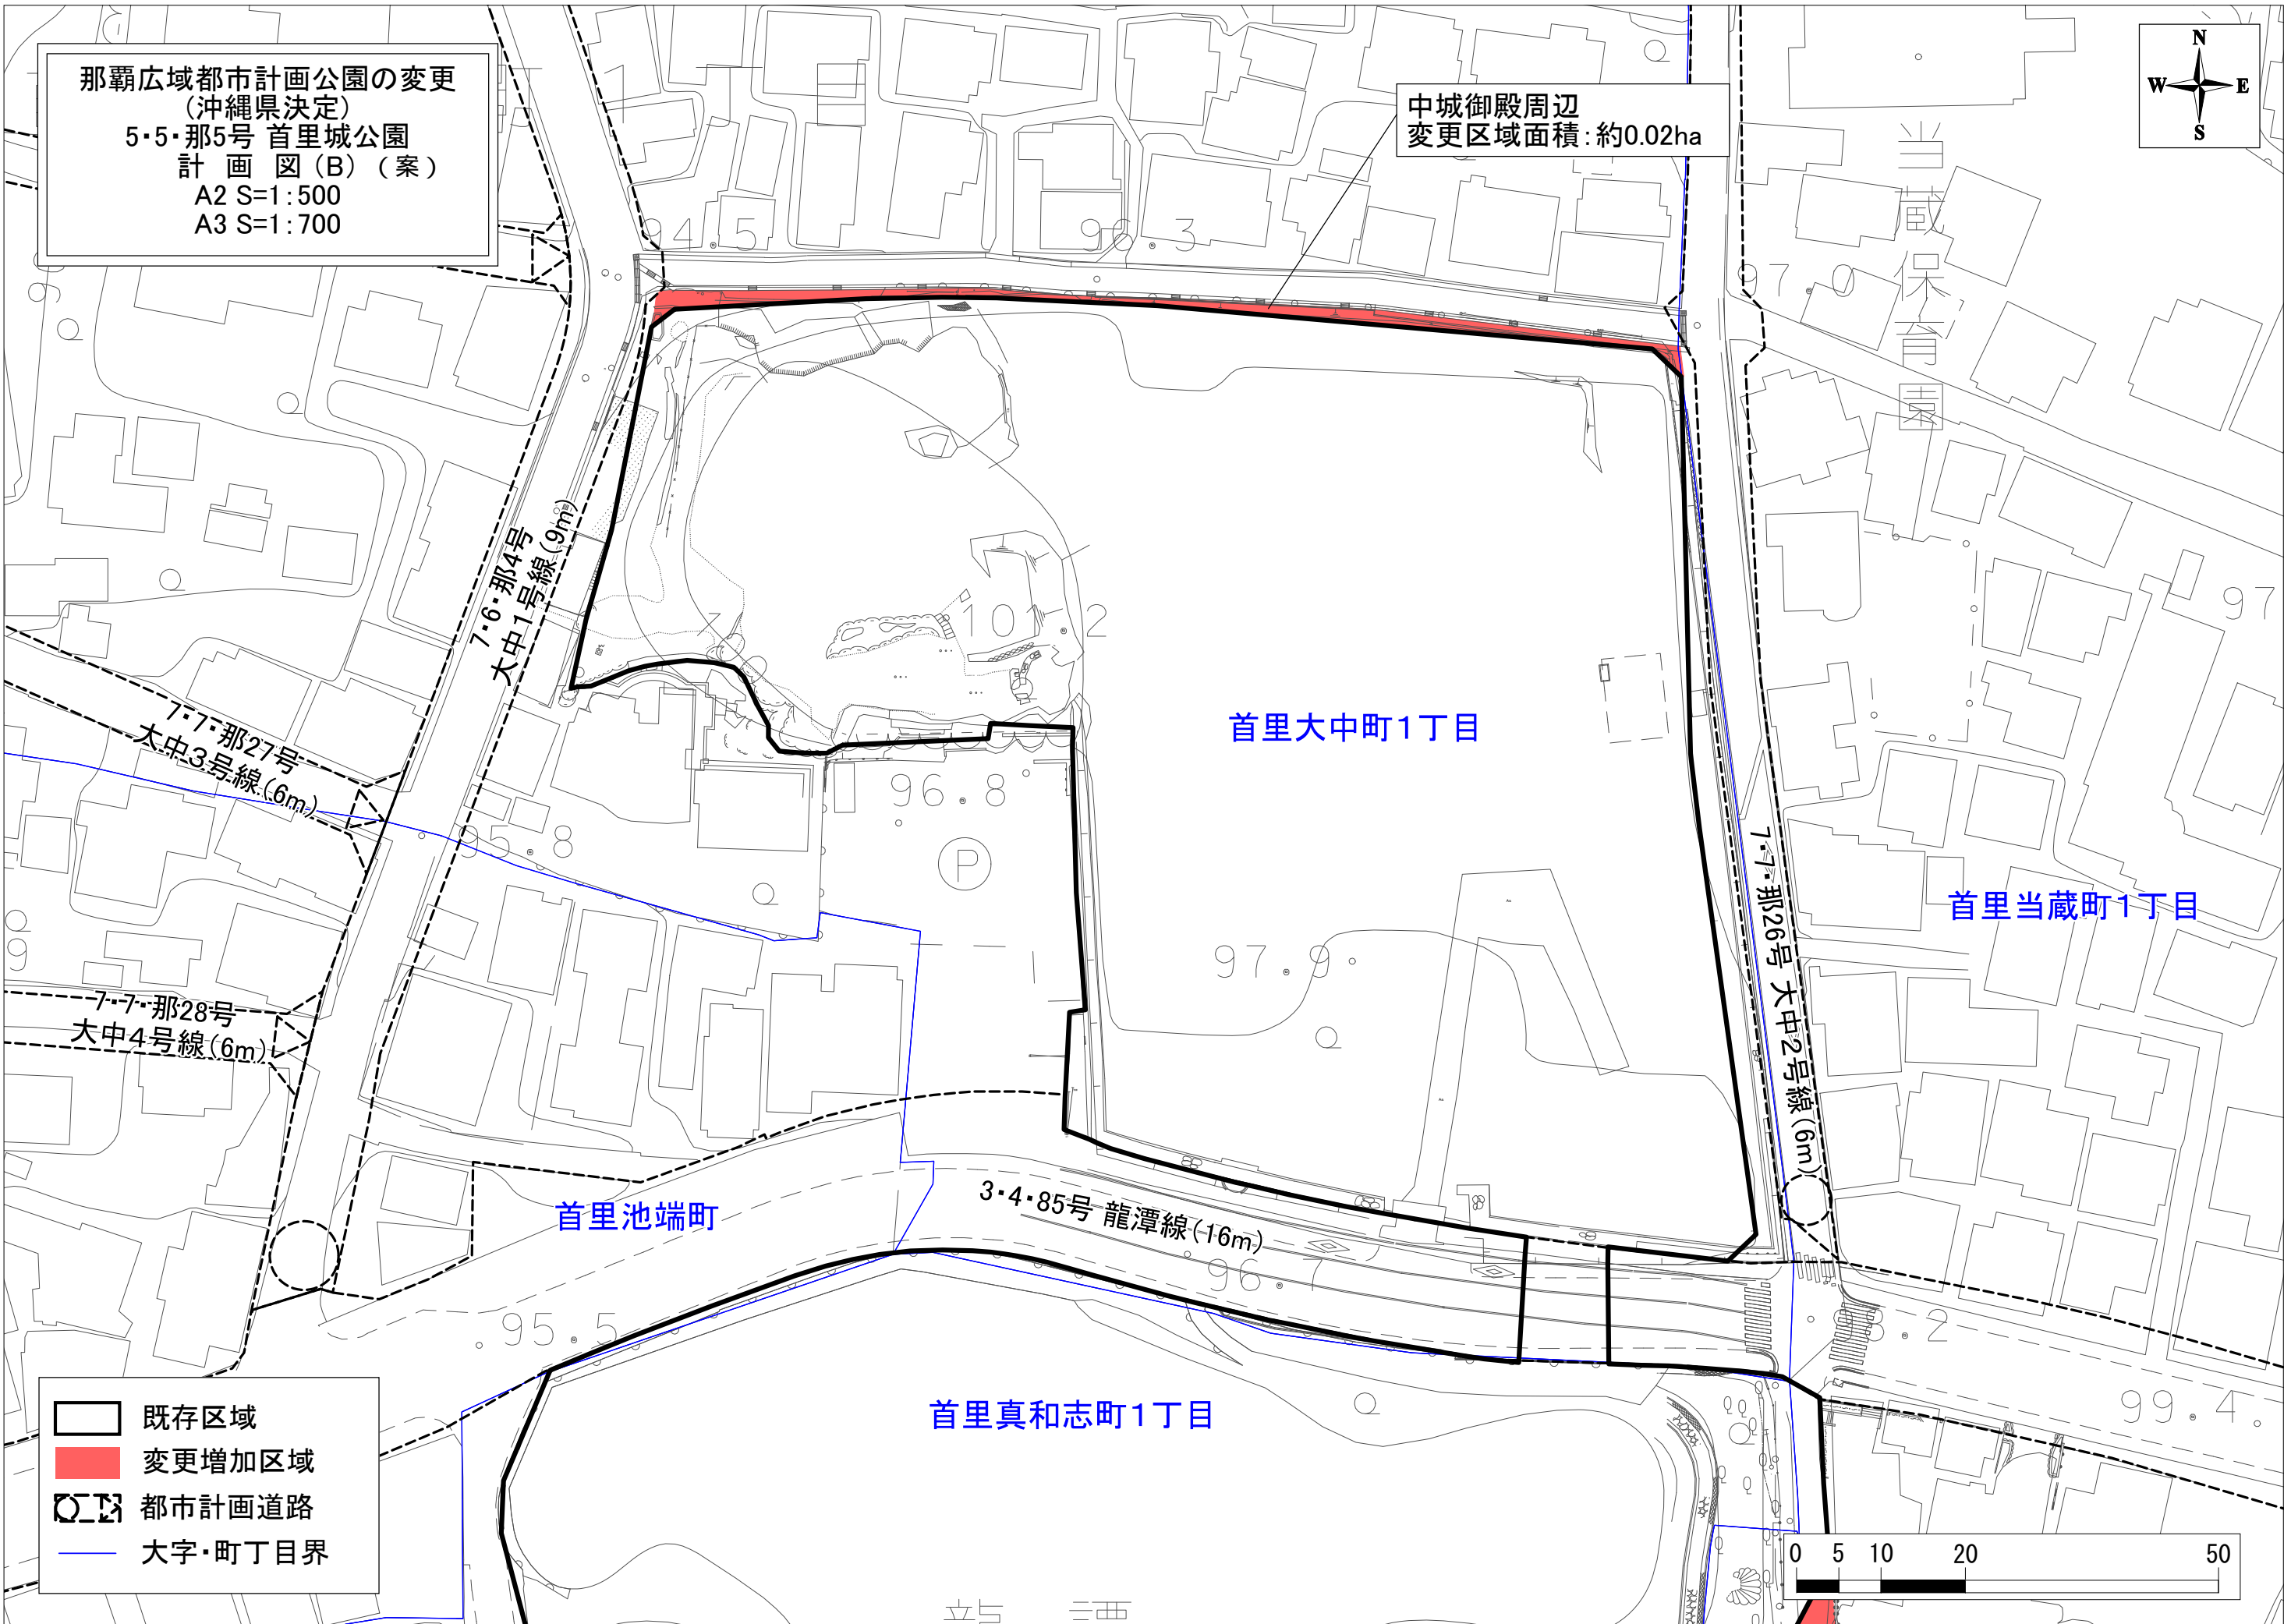 那覇広域都市計画公園の変更
(沖縄県決定)
5・5・那5号 首里城公園
計 画 図(B)(案)
A2 S=1:500
A3 S=1:700
中城御殿周辺
変更区域面積:約0.02ha
N
W E
S
94.5
96.3
97.0
当蔵保育園
7・6・那4号
大中1号線(9m)
101.2
97
7・7・那27号
大中3号線(6m)
首里大中町1丁目
96.8
95.8
P
7・7・那26号 大中2号線(6m)
首里当蔵町1丁目
97.9
7・7・那28号
大中4号線(6m)
首里池端町
3・4・85号 龍潭線(16m)
96.7
95.5
98.2
99.4
首里真和志町1丁目
既存区域
変更増加区域
都市計画道路
大字・町丁目界
0 5 10 20 50
龍潭